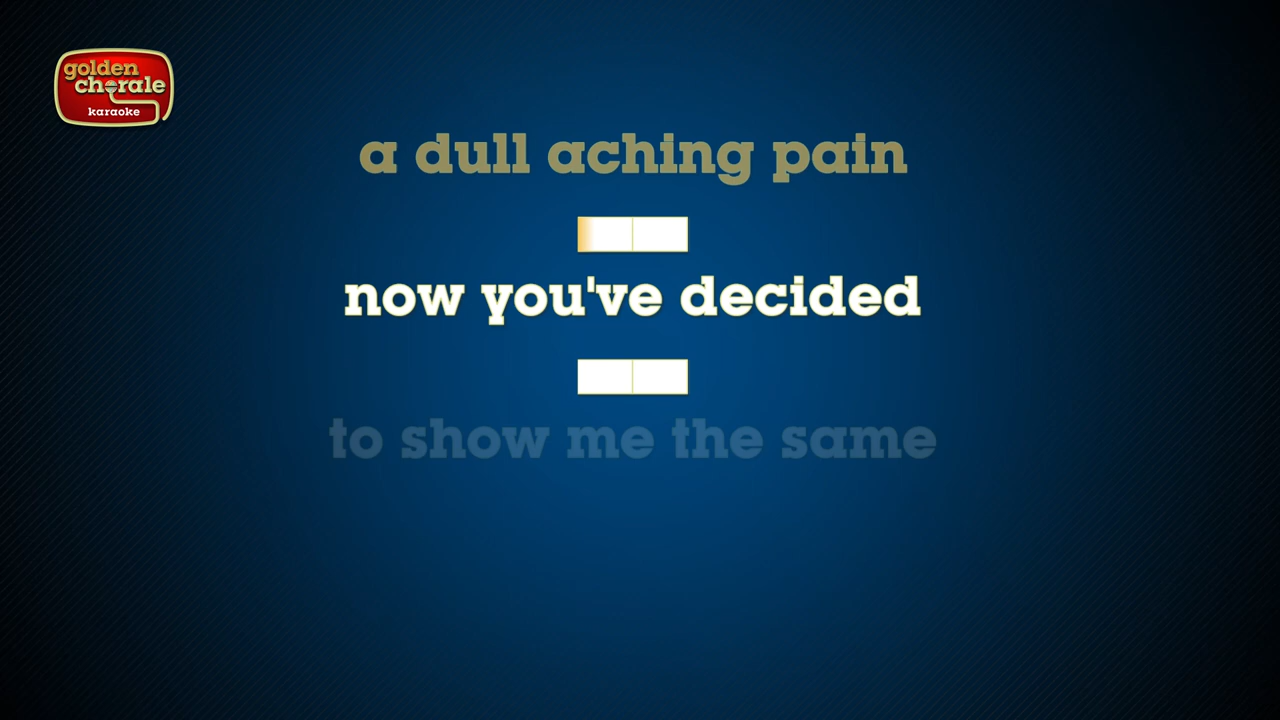 golden
chorale
karaoke
a dull aching pain
now you've decided
to show me the same